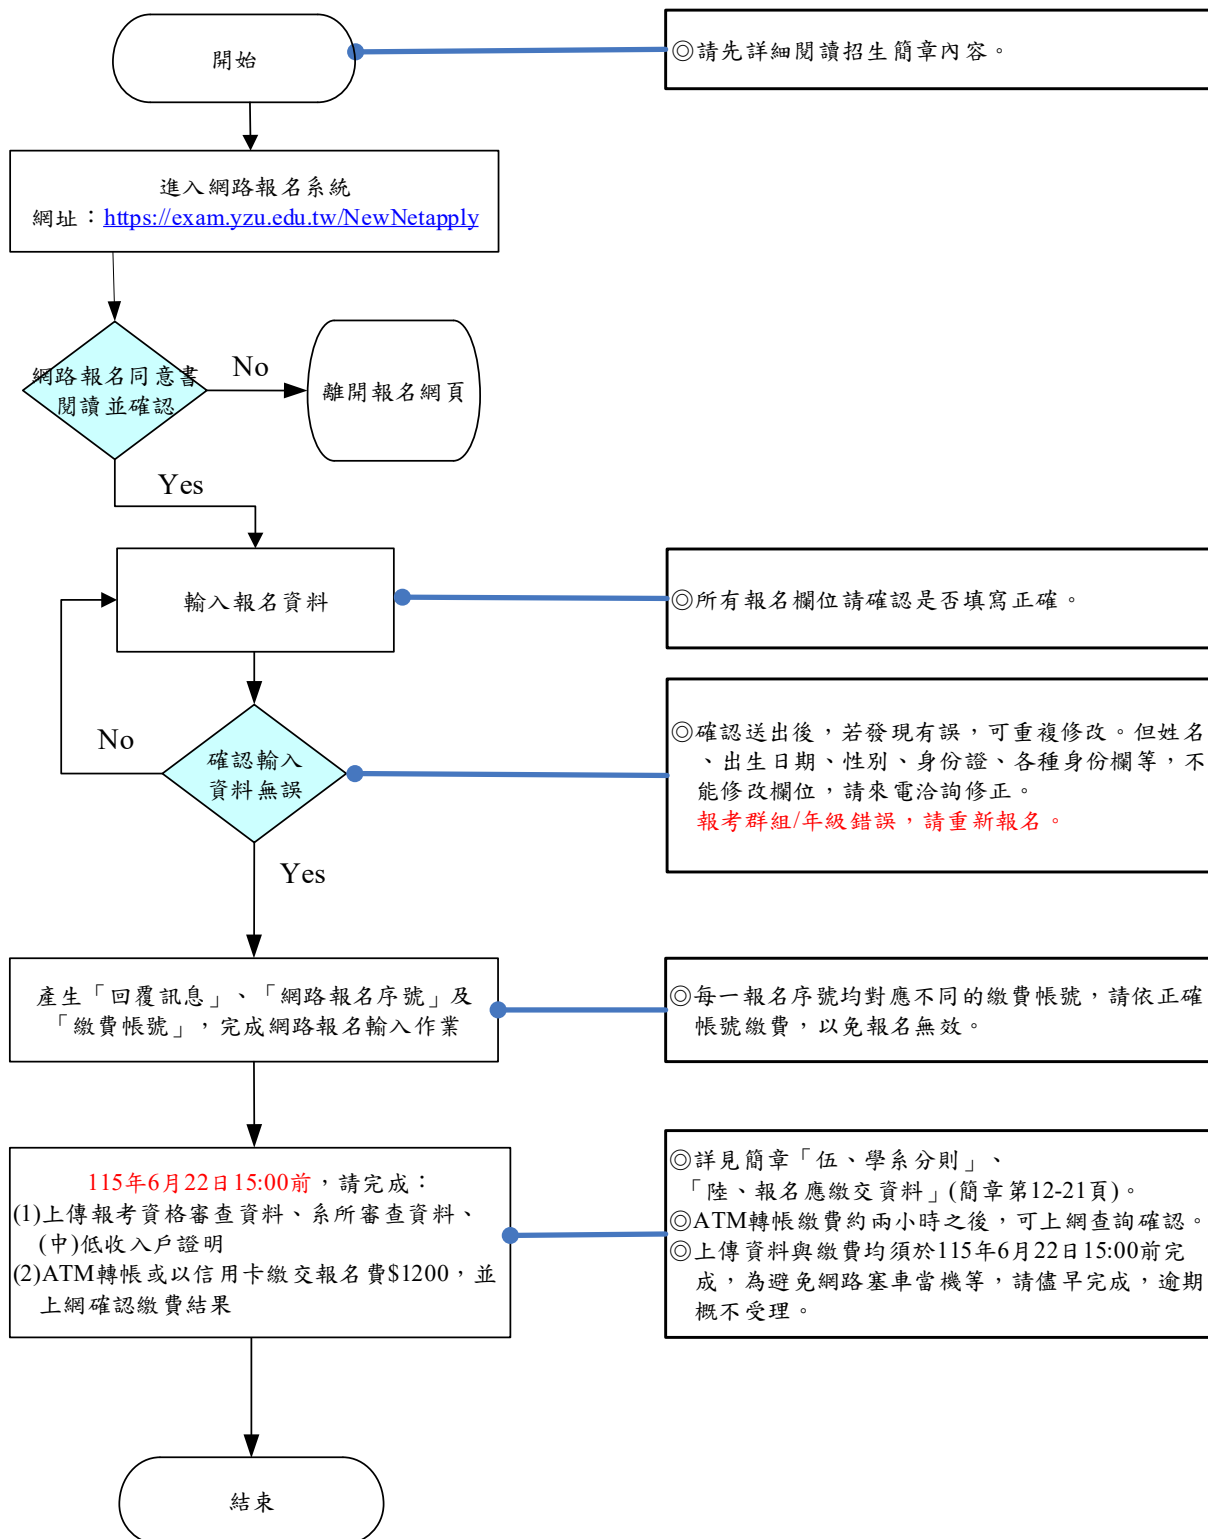 開始
◎請先詳細閱讀招生簡章內容。
進入網路報名系統
網址：https://exam.yzu.edu.tw/NewNetapply
網路報名同意書
閱讀並確認
No
離開報名網頁
Yes
輸入報名資料
◎所有報名欄位請確認是否填寫正確。
No
確認輸入
資料無誤
◎確認送出後，若發現有誤，可重複修改。但姓名
、出生日期、性別、身份證、各種身份欄等，不
能修改欄位，請來電洽詢修正。
報考群組/年級錯誤，請重新報名。
Yes
產生「回覆訊息」、「網路報名序號」及
「繳費帳號」，完成網路報名輸入作業
◎每一報名序號均對應不同的繳費帳號，請依正確
帳號繳費，以免報名無效。
115年6月22日15:00前，請完成：
(1)上傳報考資格審查資料、系所審查資料、
(中)低收入戶證明
(2)ATM轉帳或以信用卡繳交報名費$1200，並
上網確認繳費結果
◎詳見簡章「伍、學系分則」、
「陸、報名應繳交資料」(簡章第12-21頁)。
◎ATM轉帳繳費約兩小時之後，可上網查詢確認。
◎上傳資料與繳費均須於115年6月22日15:00前完
成，為避免網路塞車當機等，請儘早完成，逾期
概不受理。
結束